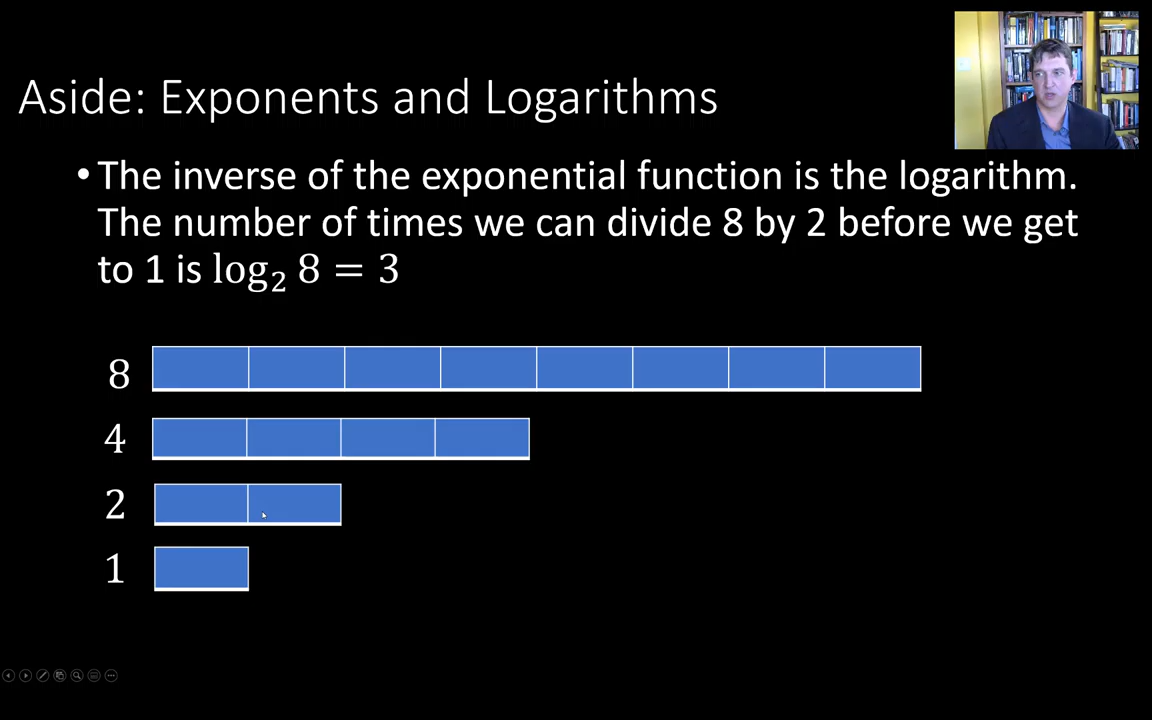 Aside: Exponents and Logarithms
• The inverse of the exponential function is the logarithm.
The number of times we can divide 8 by 2 before we get
to 1 is log₂ 8 = 3
8
4
2
1